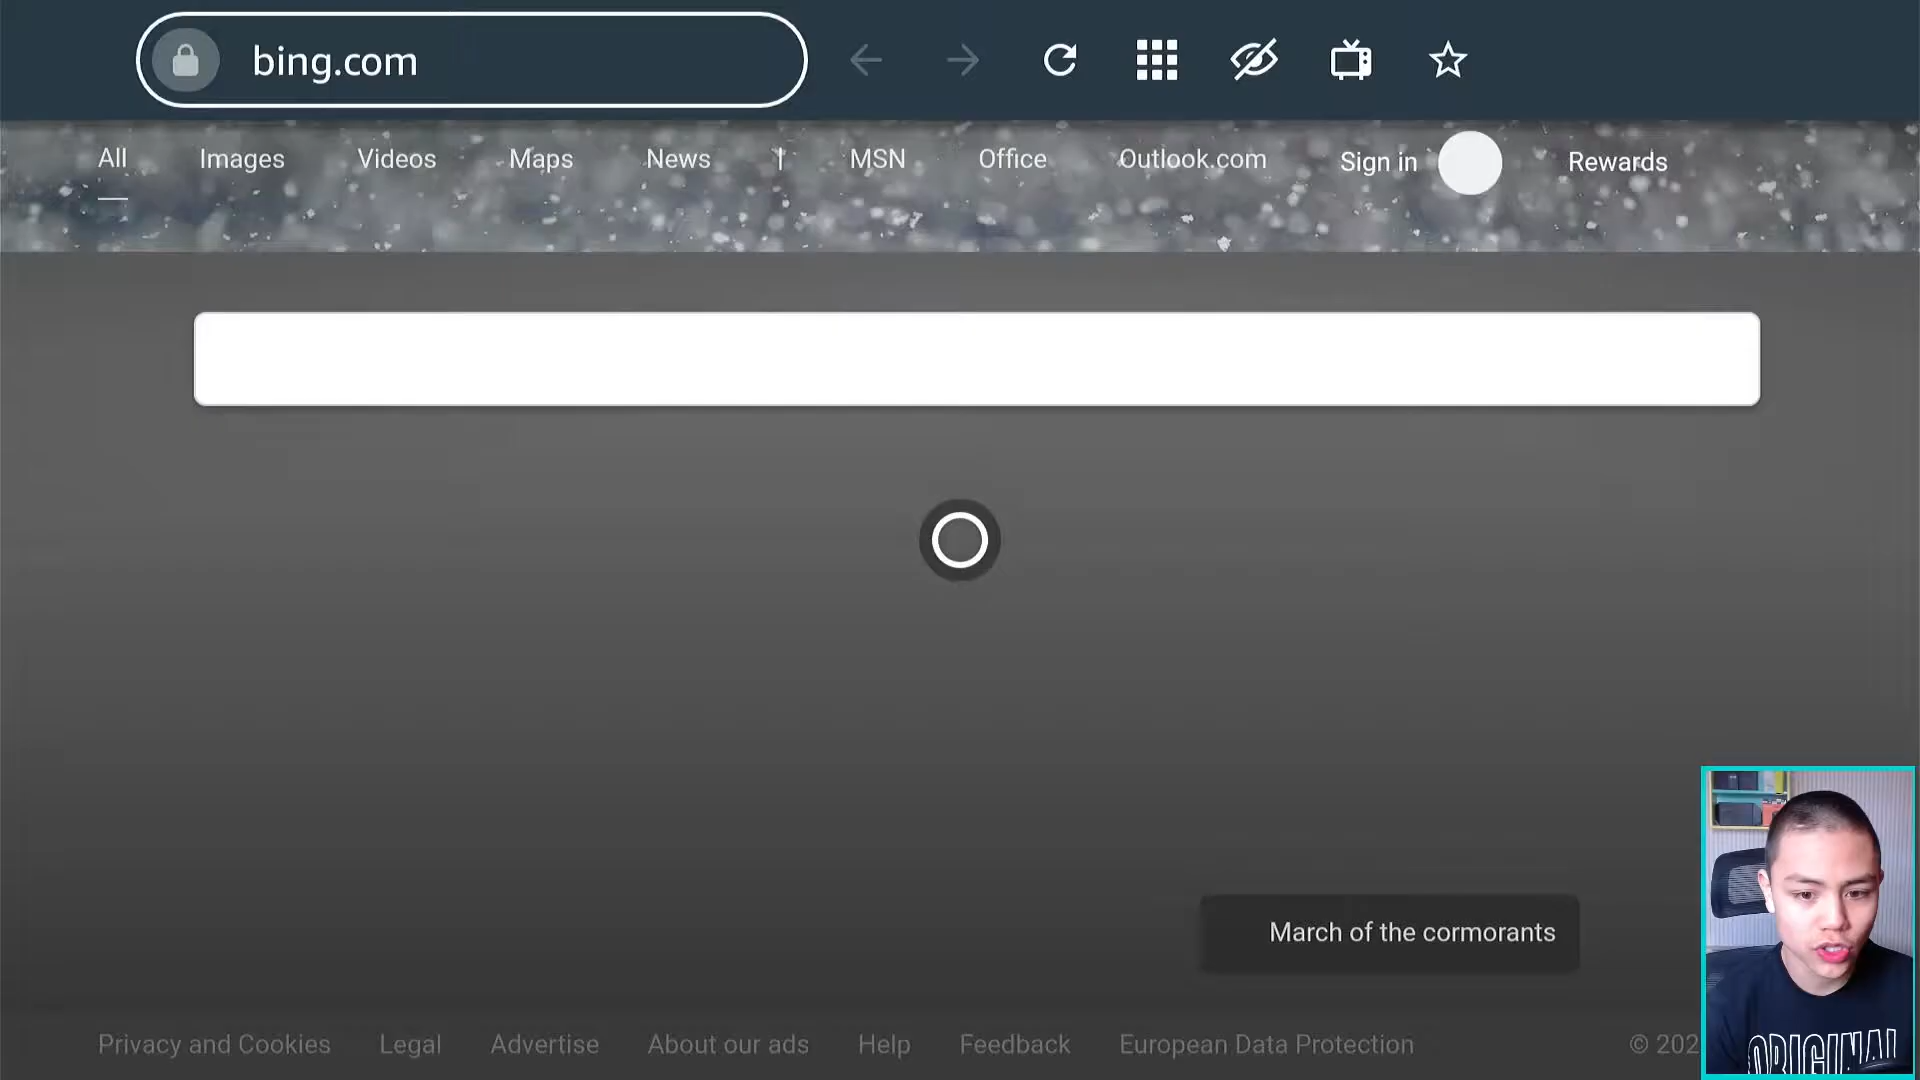 bing.com
All Images Videos Maps News | MSN Office Outlook.com Sign in Rewards
March of the cormorants
Privacy and Cookies Legal Advertise About our ads Help Feedback European Data Protection © 202
ORIGINAL